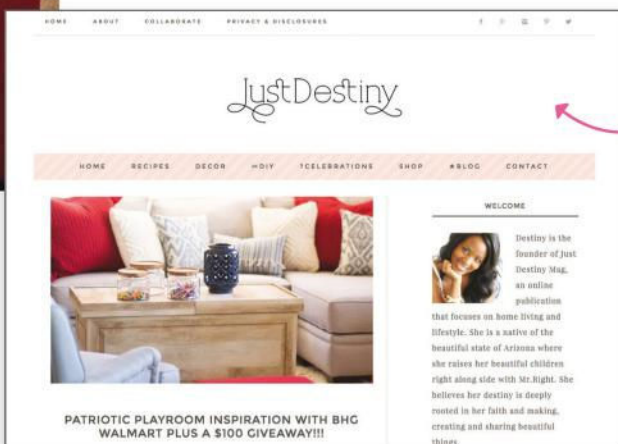 HOME ABOUT COLLABORATE PRIVACY & DISCLOSURES
JustDestiny
HOME RECIPES DECOR ∞DIY †CELEBRATIONS SHOP ★BLOG CONTACT
WELCOME
Destiny is the
founder of Just
Destiny Mag,
an online
publication
that focuses on home living and
lifestyle. She is a native of the
beautiful state of Arizona where
she raises her beautiful children
right along side with Mr.Right. She
believes her destiny is deeply
rooted in her faith and making,
creating and sharing beautiful
things.
PATRIOTIC PLAYROOM INSPIRATION WITH BHG
WALMART PLUS A $100 GIVEAWAY!!!